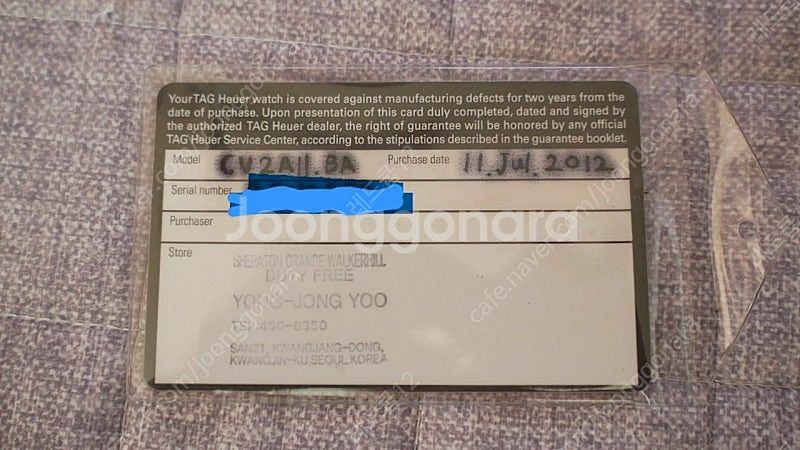 Your TAG Heuer watch is covered against manufacturing defects for two years from the
date of purchase. Upon presentation of this card duly completed, dated and signed by
the authorized TAG Heuer dealer, the right of guarantee will be honored by any official
TAG Heuer Service Center, according to the stipulations described in the guarantee booklet.
Model CV2A11.BA Purchase date 11.Jul.2012
Serial number
Purchaser
Joonggonara
Store
SHERATON GRANDE WALKERHILL
DUTY FREE
YONG-JONG YOO
TSI:450-6350
SAN21, KWANGJANG-DONG,
KWANGJIN-KU, SEOUL, KOREA
cafe.naver.com/joonggonara